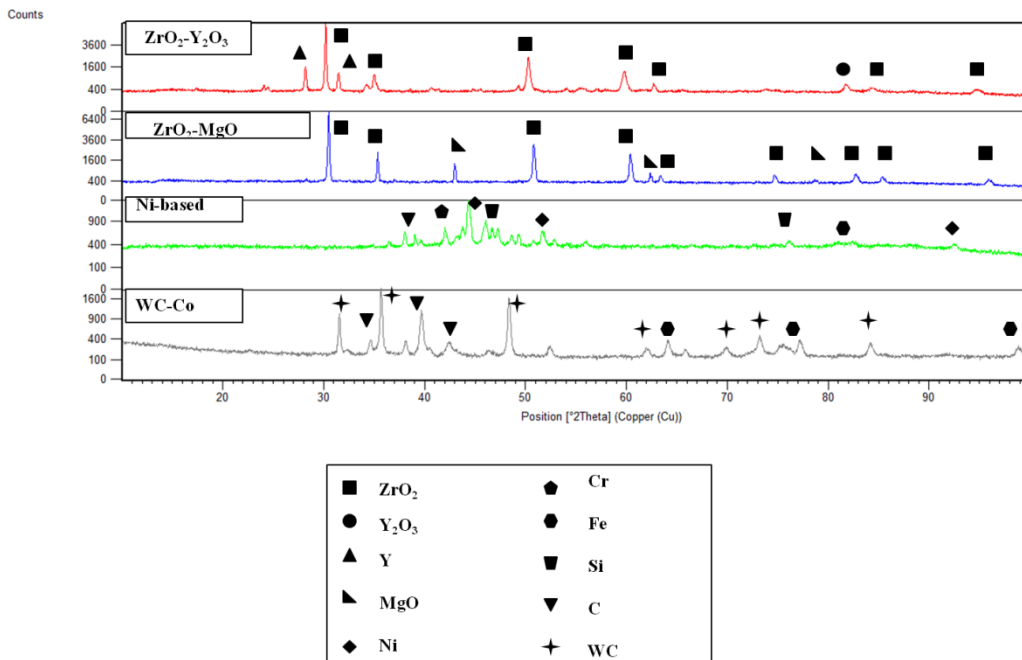 Counts
ZrO₂-Y₂O₃
3600
1600
400
0
ZrO₂-MgO
6400
3600
1600
400
0
Ni-based
900
400
100
0
WC-Co
1600
900
400
100
0
20 30 40 50 60 70 80 90
Position [°2Theta] (Copper (Cu))
ZrO₂ Cr
Y₂O₃ Fe
Y Si
MgO C
Ni WC